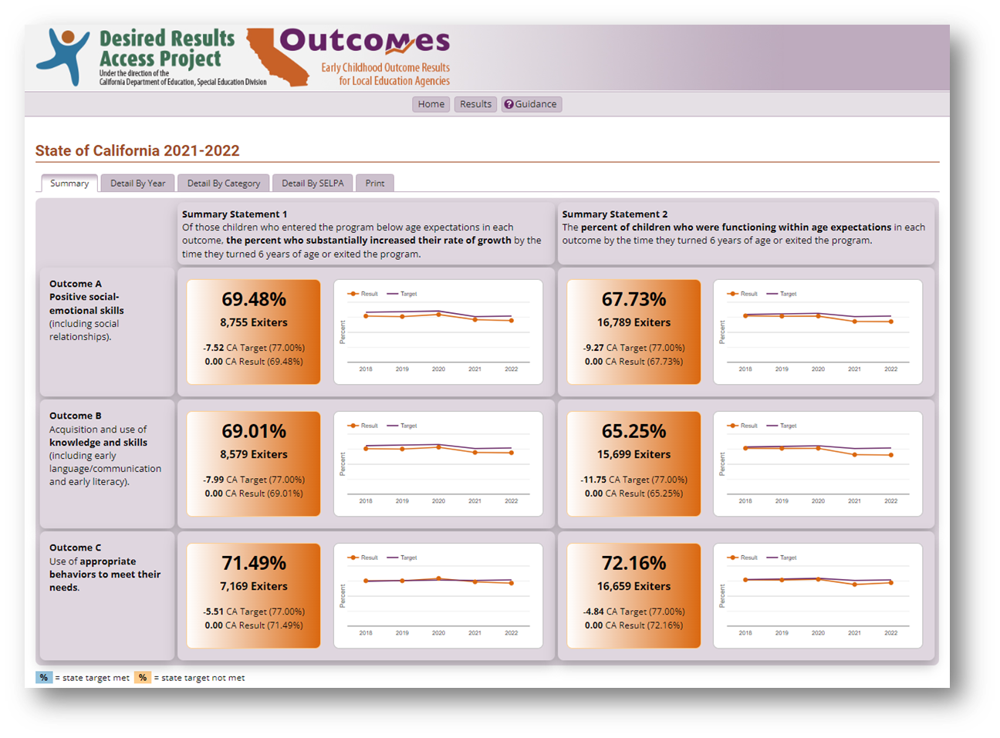 Desired Results
Access Project
Under the direction of the
California Department of Education, Special Education Division
Outcomes
Early Childhood Outcome Results
for Local Education Agencies
Home
Results
? Guidance
State of California 2021-2022
Summary
Detail By Year
Detail By Category
Detail By SELPA
Print
Summary Statement 1
Of those children who entered the program below age expectations in each
outcome, the percent who substantially increased their rate of growth by the
time they turned 6 years of age or exited the program.
Summary Statement 2
The percent of children who were functioning within age expectations in each
outcome by the time they turned 6 years of age or exited the program.
Outcome A
Positive social-
emotional skills
(including social
relationships).
69.48%
8,755 Exiters
-7.52 CA Target (77.00%)
0.00 CA Result (69.48%)
Result Target
Percent
2018 2019 2020 2021 2022
67.73%
16,789 Exiters
-9.27 CA Target (77.00%)
0.00 CA Result (67.73%)
Result Target
Percent
2018 2019 2020 2021 2022
Outcome B
Acquisition and use of
knowledge and skills
(including early
language/communication
and early literacy).
69.01%
8,579 Exiters
-7.99 CA Target (77.00%)
0.00 CA Result (69.01%)
Result Target
Percent
2018 2019 2020 2021 2022
65.25%
15,699 Exiters
-11.75 CA Target (77.00%)
0.00 CA Result (65.25%)
Result Target
Percent
2018 2019 2020 2021 2022
Outcome C
Use of appropriate
behaviors to meet their
needs.
71.49%
7,169 Exiters
-5.51 CA Target (77.00%)
0.00 CA Result (71.49%)
Result Target
Percent
2018 2019 2020 2021 2022
72.16%
16,659 Exiters
-4.84 CA Target (77.00%)
0.00 CA Result (72.16%)
Result Target
Percent
2018 2019 2020 2021 2022
% = state target met % = state target not met